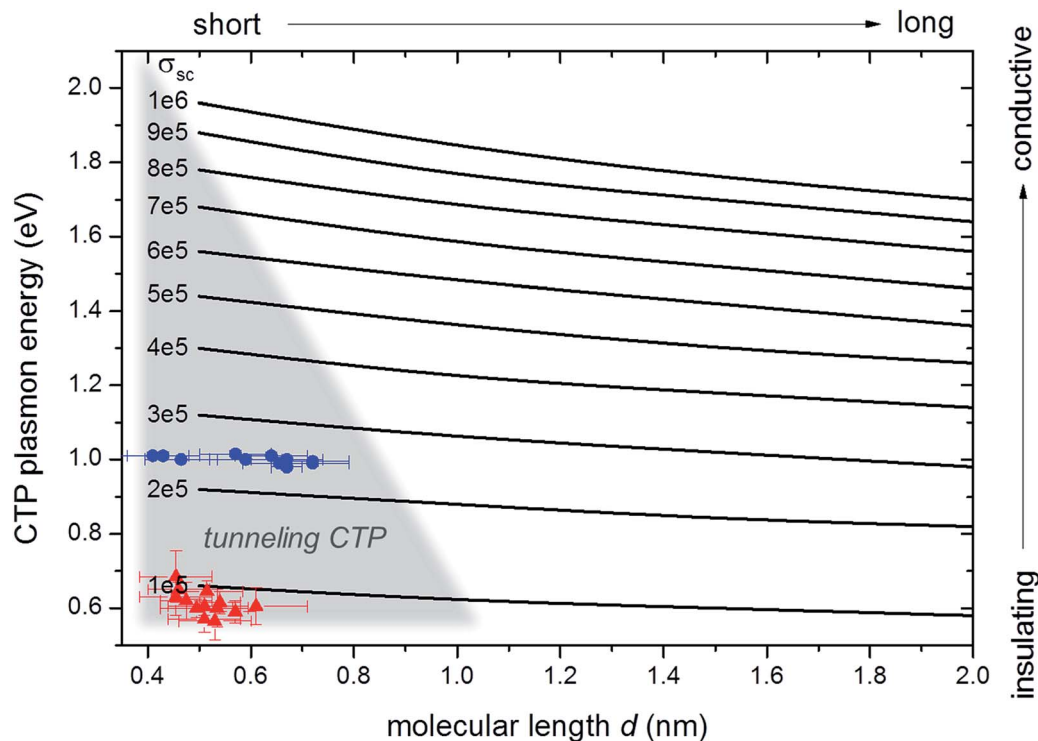 short
long
σsc
1e6
9e5
8e5
7e5
6e5
5e5
4e5
3e5
2e5
1e5
tunneling CTP
2.0
1.8
1.6
1.4
1.2
1.0
0.8
0.6
CTP plasmon energy (eV)
conductive
insulating
0.4 0.6 0.8 1.0 1.2 1.4 1.6 1.8 2.0
molecular length d (nm)